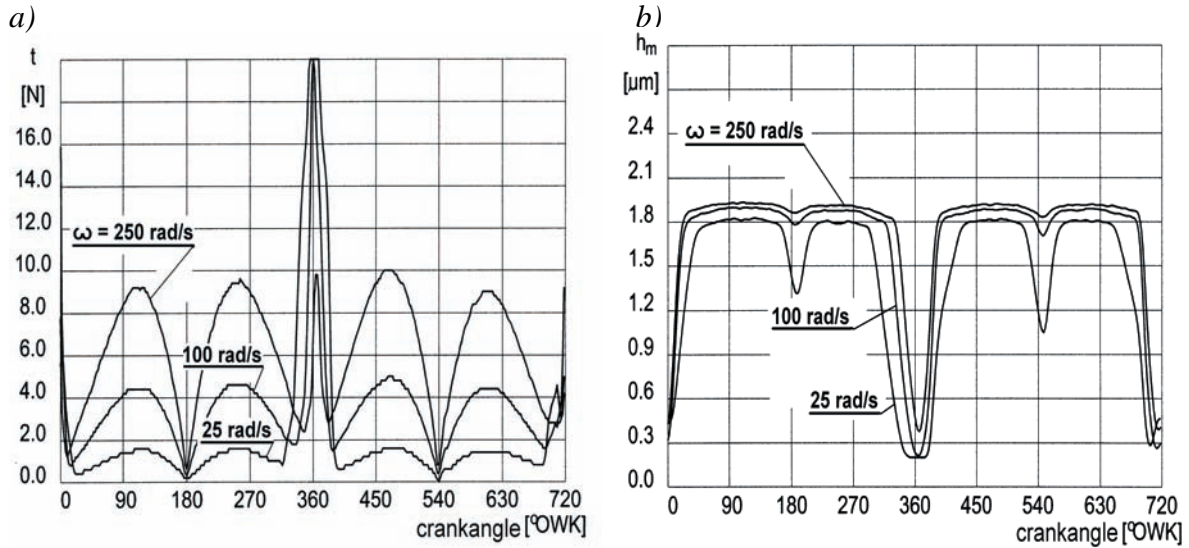 a)
t
[N]
16.0
14.0
12.0
10.0
8.0
6.0
4.0
2.0
0.0
ω = 250 rad/s
100 rad/s
25 rad/s
0 90 180 270 360 450 540 630 720
crankangle [°OWK]
b)
hm
[µm]
2.4
2.1
1.8
1.5
1.2
0.9
0.6
0.3
0.0
ω = 250 rad/s
100 rad/s
25 rad/s
0 90 180 270 360 450 540 630 720
crankangle [°OWK]